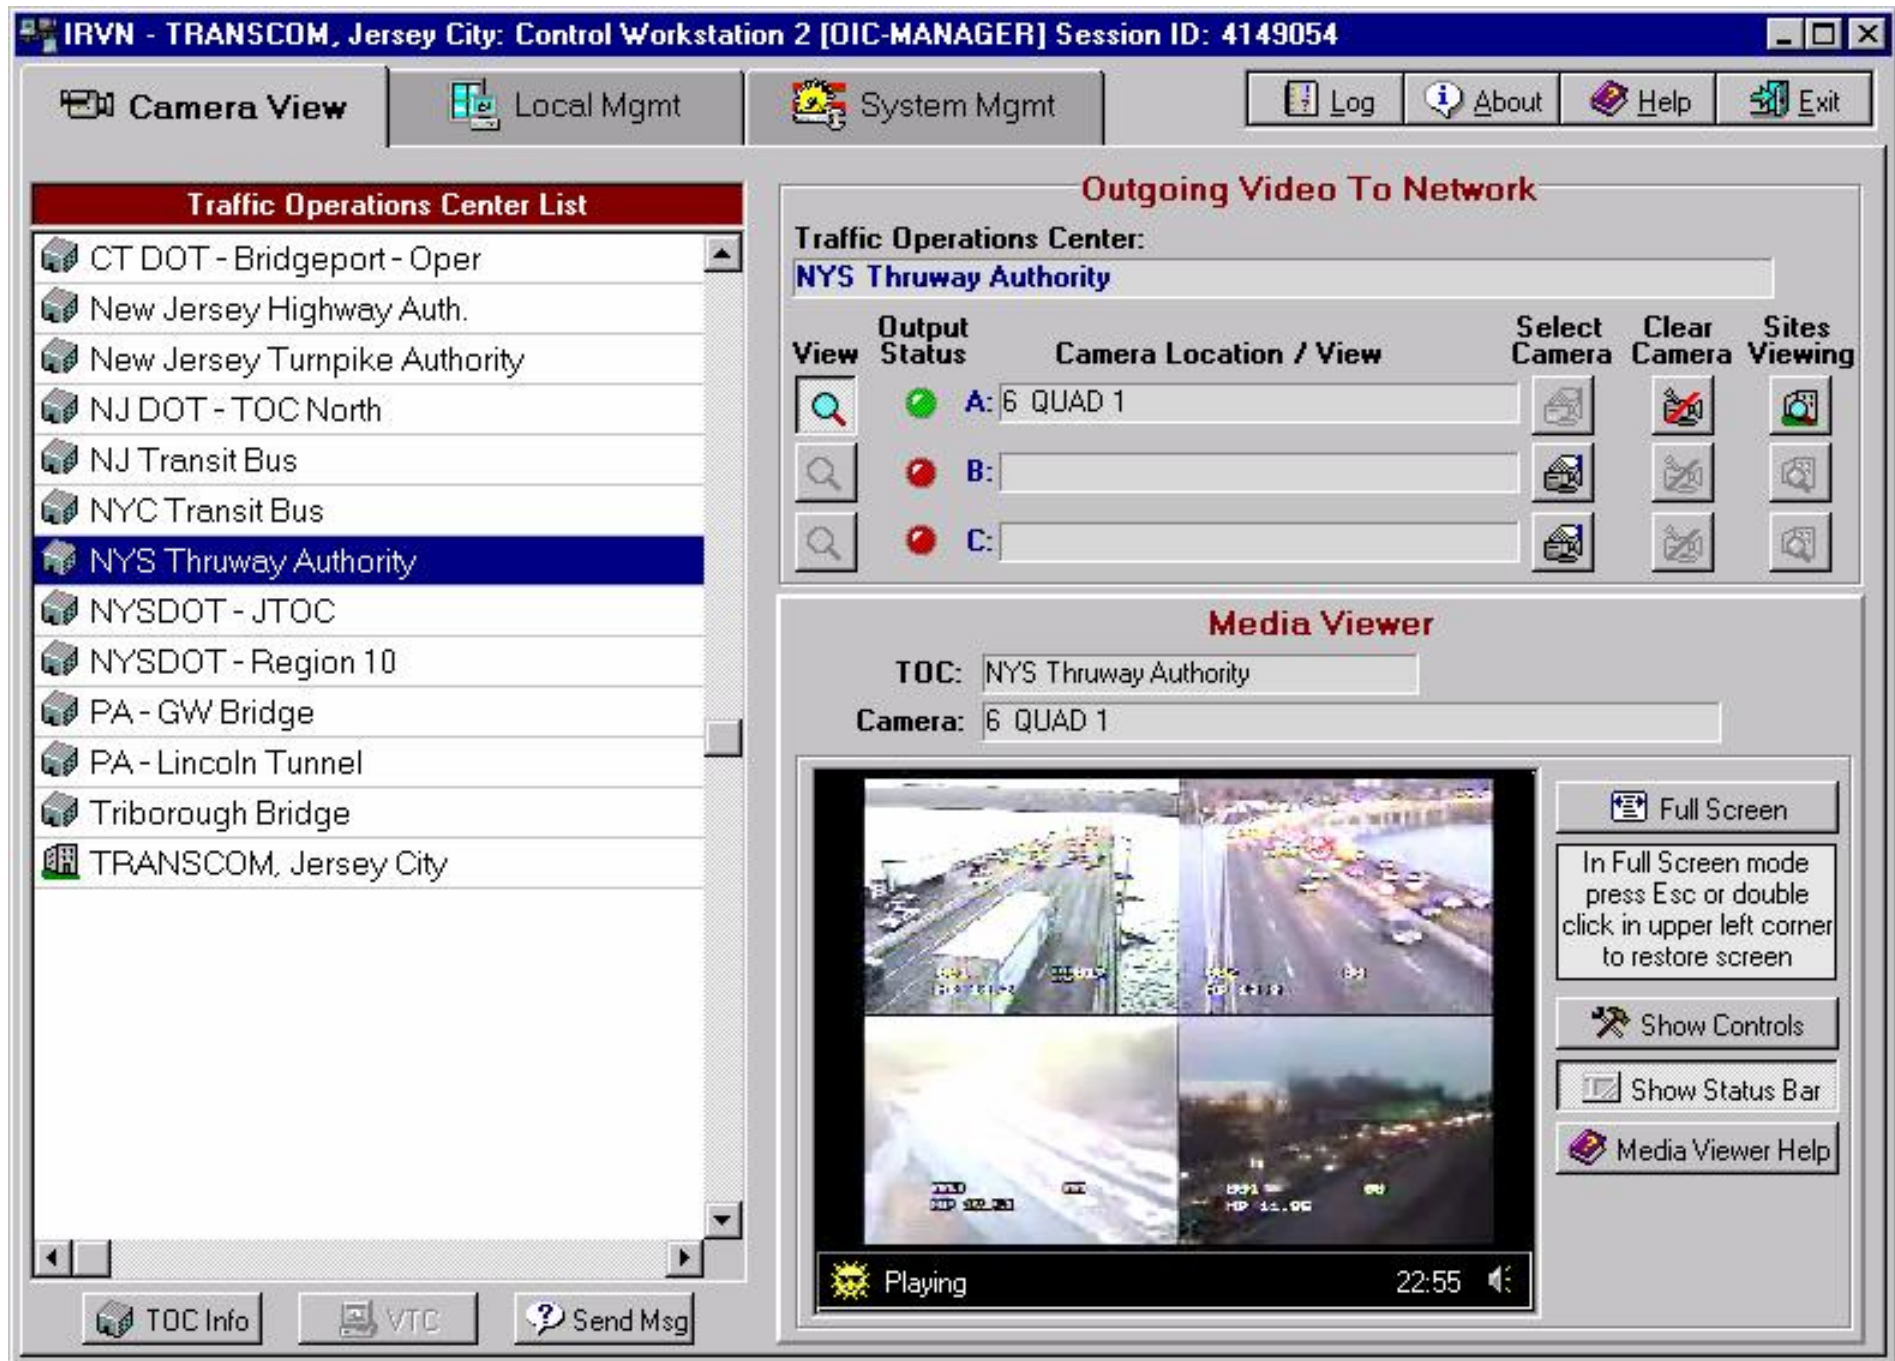 IRVN - TRANSCOM, Jersey City: Control Workstation 2 [OIC-MANAGER] Session ID: 4149054
Camera View
Local Mgmt
System Mgmt
Log
About
Help
Exit
Traffic Operations Center List
CT DOT - Bridgeport - Oper
New Jersey Highway Auth.
New Jersey Turnpike Authority
NJ DOT - TOC North
NJ Transit Bus
NYC Transit Bus
NYS Thruway Authority
NYSDOT - JTOC
NYSDOT - Region 10
PA - GW Bridge
PA - Lincoln Tunnel
Triborough Bridge
TRANSCOM, Jersey City
TOC Info
VTC
Send Msg
Outgoing Video To Network
Traffic Operations Center:
NYS Thruway Authority
View
Output
Status
Camera Location / View
Select
Camera
Clear
Camera
Sites
Viewing
A: 6 QUAD 1
B:
C:
Media Viewer
TOC: NYS Thruway Authority
Camera: 6 QUAD 1
MP 11.96
Playing
22:55
Full Screen
In Full Screen mode
press Esc or double
click in upper left corner
to restore screen
Show Controls
Show Status Bar
Media Viewer Help